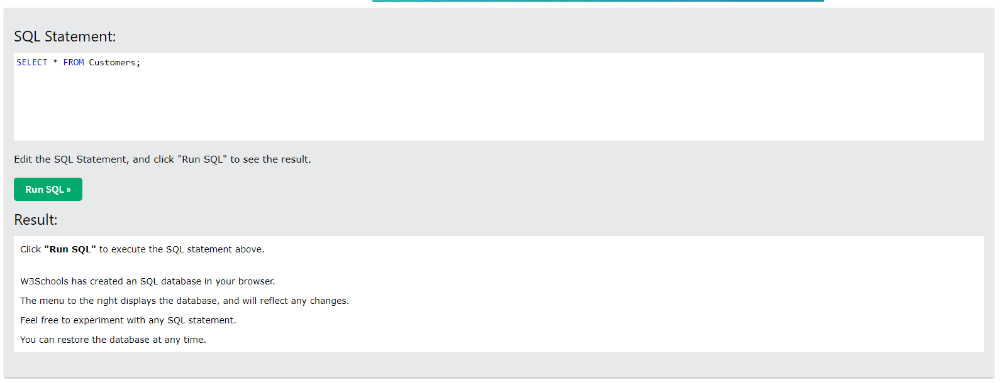 SQL Statement:
SELECT * FROM Customers;
Edit the SQL Statement, and click "Run SQL" to see the result.
Run SQL »
Result:
Click "Run SQL" to execute the SQL statement above.
W3Schools has created an SQL database in your browser.
The menu to the right displays the database, and will reflect any changes.
Feel free to experiment with any SQL statement.
You can restore the database at any time.